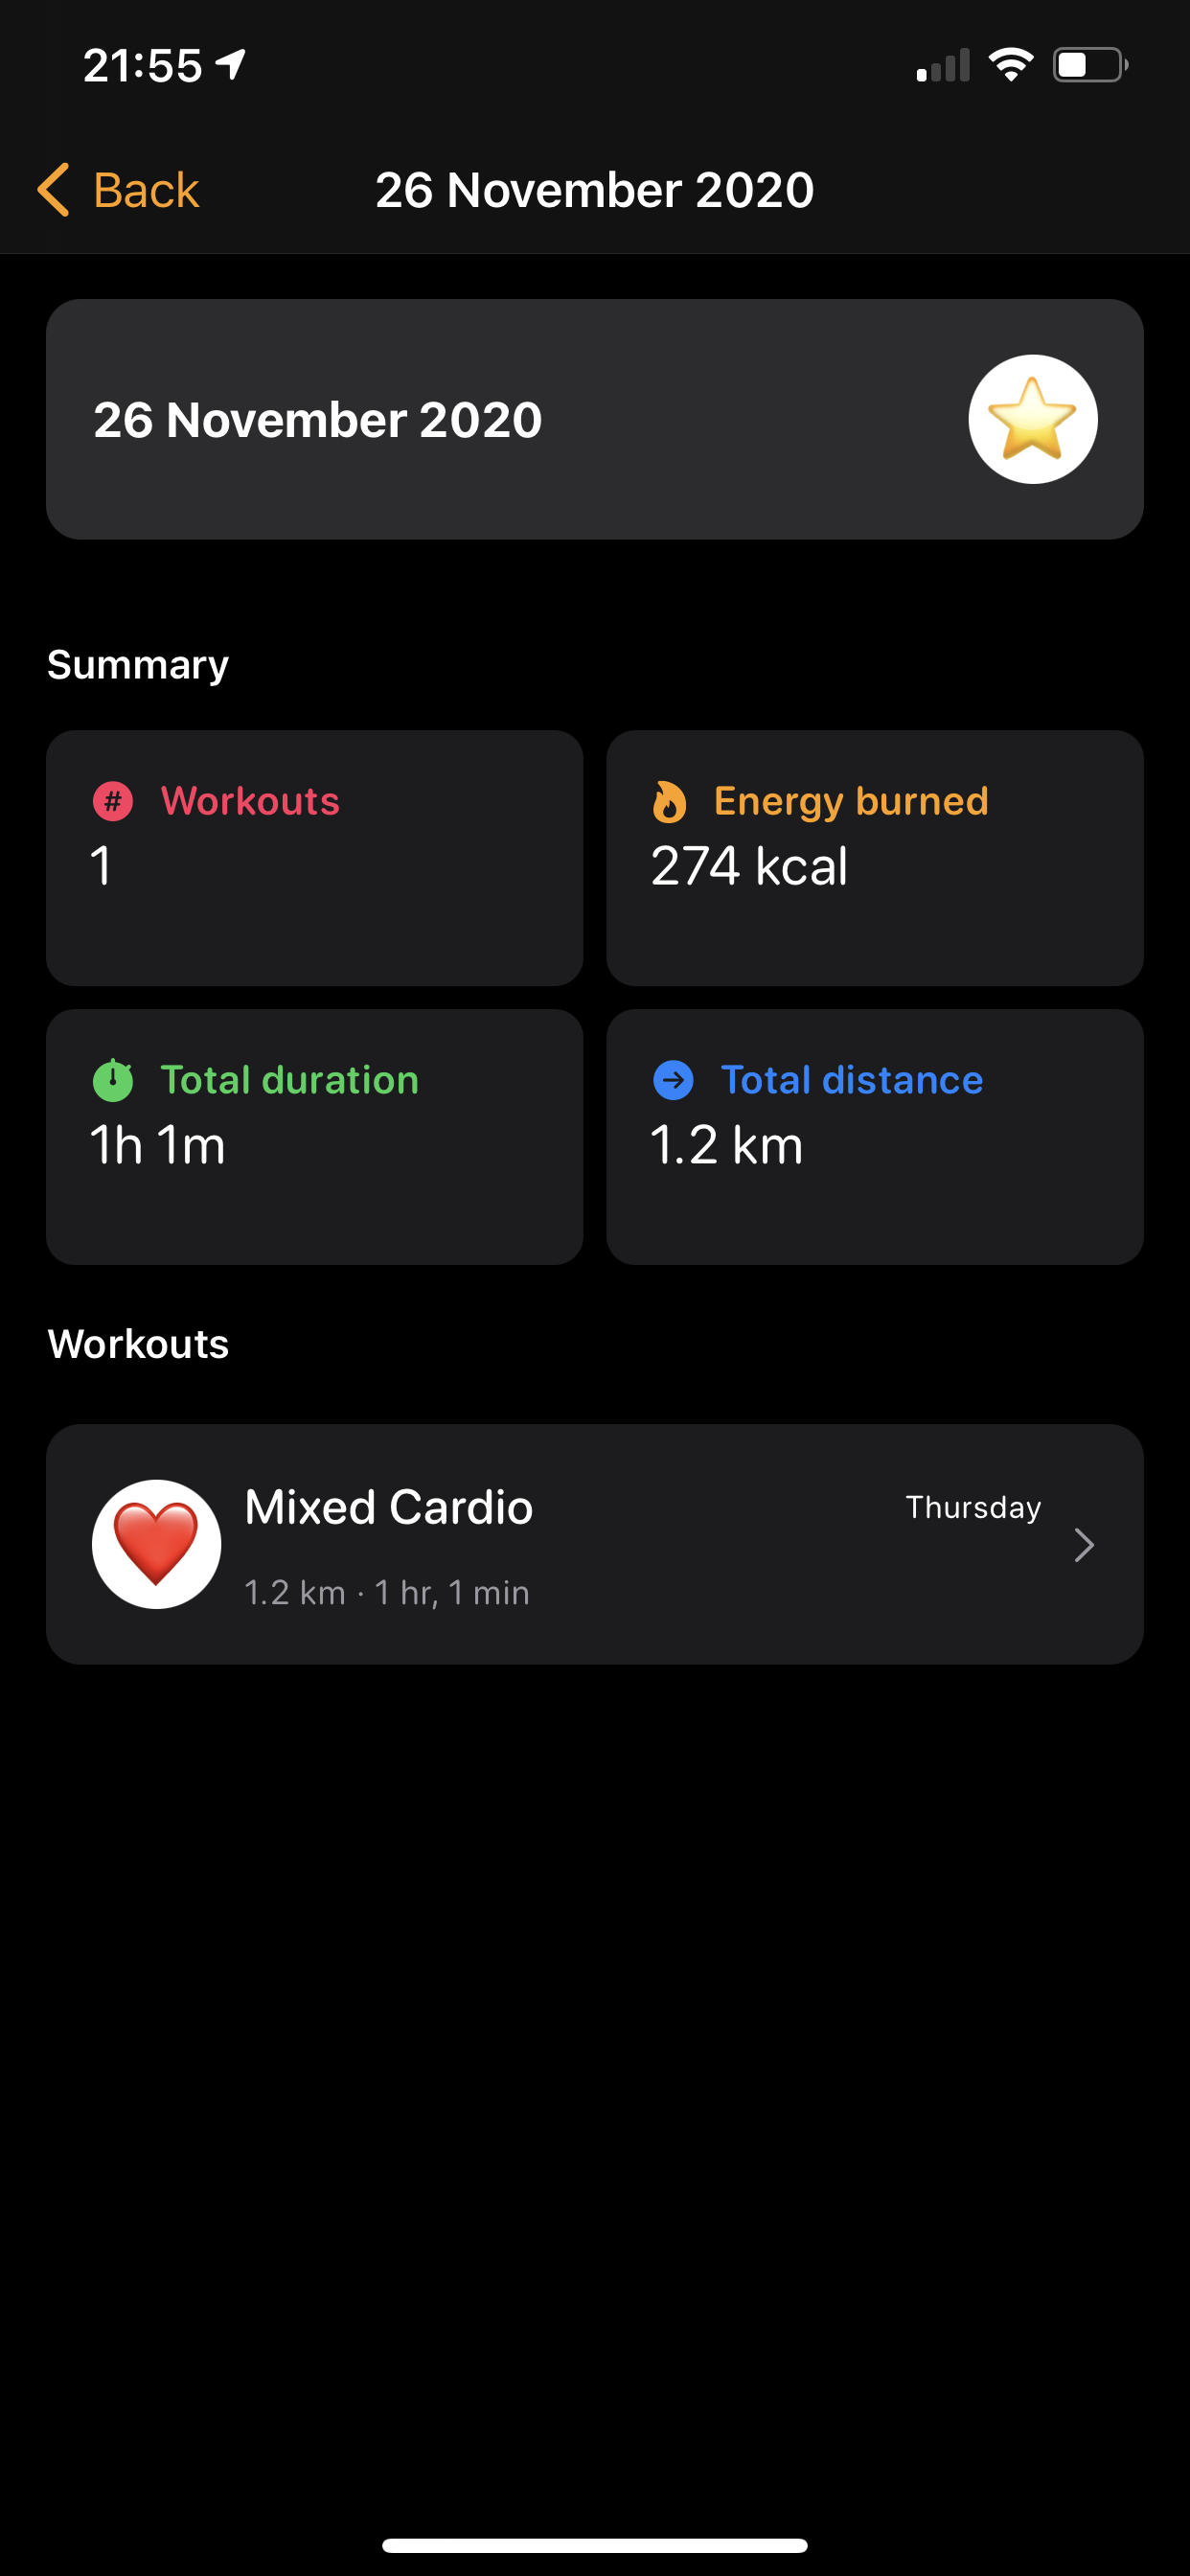 21:55
Back
26 November 2020
26 November 2020
Summary
# Workouts
1
Energy burned
274 kcal
Total duration
1h 1m
Total distance
1.2 km
Workouts
Mixed Cardio
Thursday
1.2 km · 1 hr, 1 min